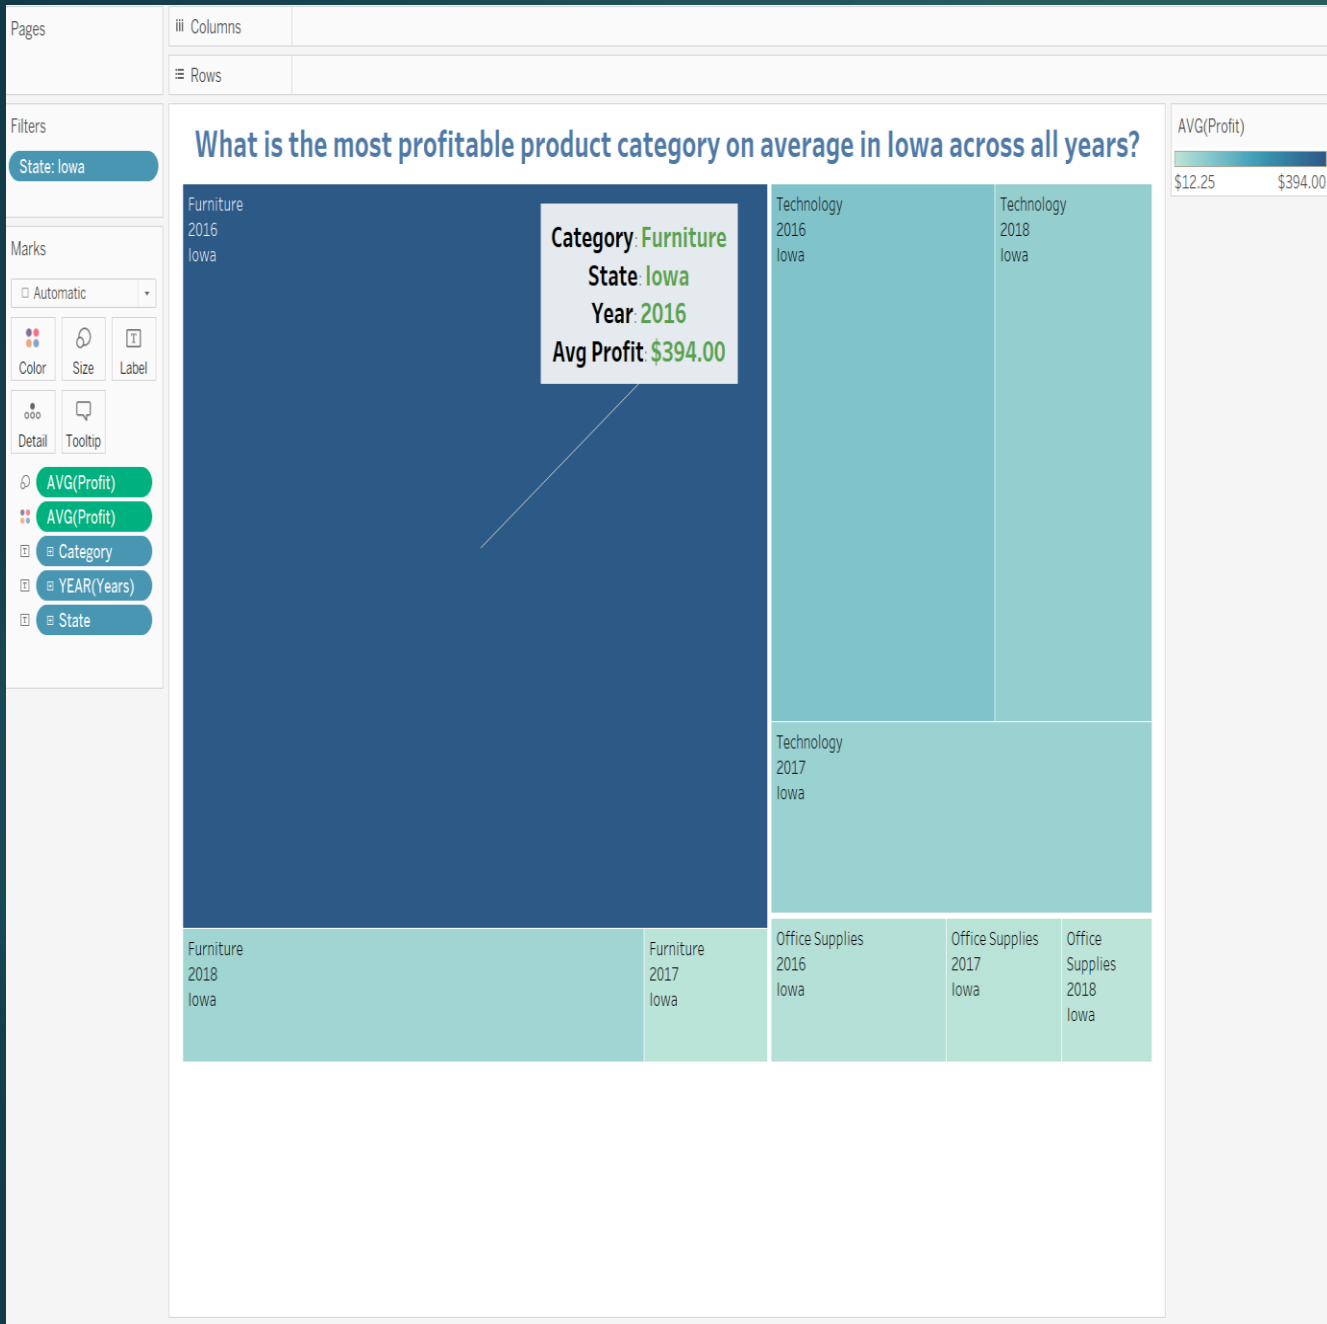 Pages
Columns
Rows
Filters
State: Iowa
Marks
Automatic
Color
Size
Label
Detail
Tooltip
AVG(Profit)
AVG(Profit)
Category
YEAR(Years)
State
What is the most profitable product category on average in Iowa across all years?
Furniture
2016
Iowa
Category: Furniture
State: Iowa
Year: 2016
Avg Profit: $394.00
Technology
2016
Iowa
Technology
2018
Iowa
Technology
2017
Iowa
Furniture
2018
Iowa
Furniture
2017
Iowa
Office Supplies
2016
Iowa
Office Supplies
2017
Iowa
Office
Supplies
2018
Iowa
AVG(Profit)
$12.25 $394.00